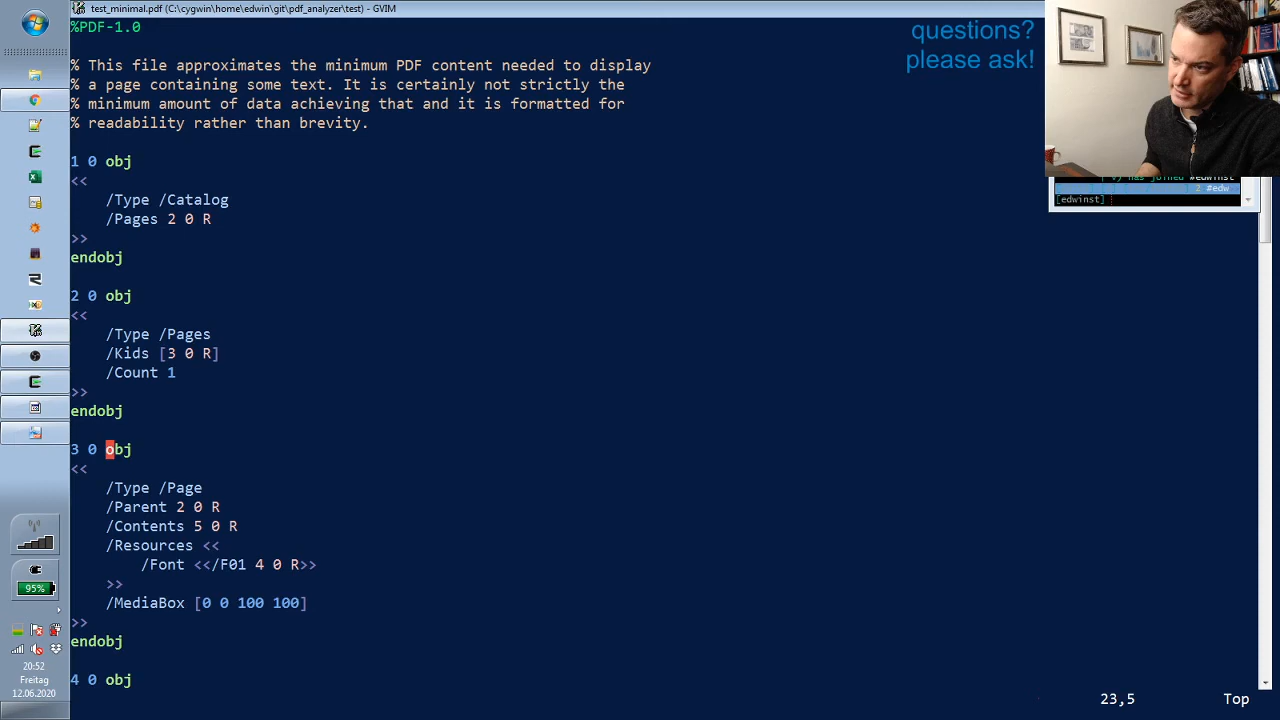 test_minimal.pdf (C:\cygwin\home\edwin\git\pdf_analyzer\test) - GVIM
%PDF-1.0
questions?
please ask!
% This file approximates the minimum PDF content needed to display
% a page containing some text. It is certainly not strictly the
% minimum amount of data achieving that and it is formatted for
% readability rather than brevity.
1 0 obj
<<
/Type /Catalog
/Pages 2 0 R
>>
endobj
2 0 obj
<<
/Type /Pages
/Kids [3 0 R]
/Count 1
>>
endobj
3 0 obj
<<
/Type /Page
/Parent 2 0 R
/Contents 5 0 R
/Resources <<
/Font <</F01 4 0 R>>
>>
/MediaBox [0 0 100 100]
>>
endobj
4 0 obj
23,5 Top
has joined #edwinst
2 #edw
[edwinst]
95%
20:52
Freitag
12.06.2020